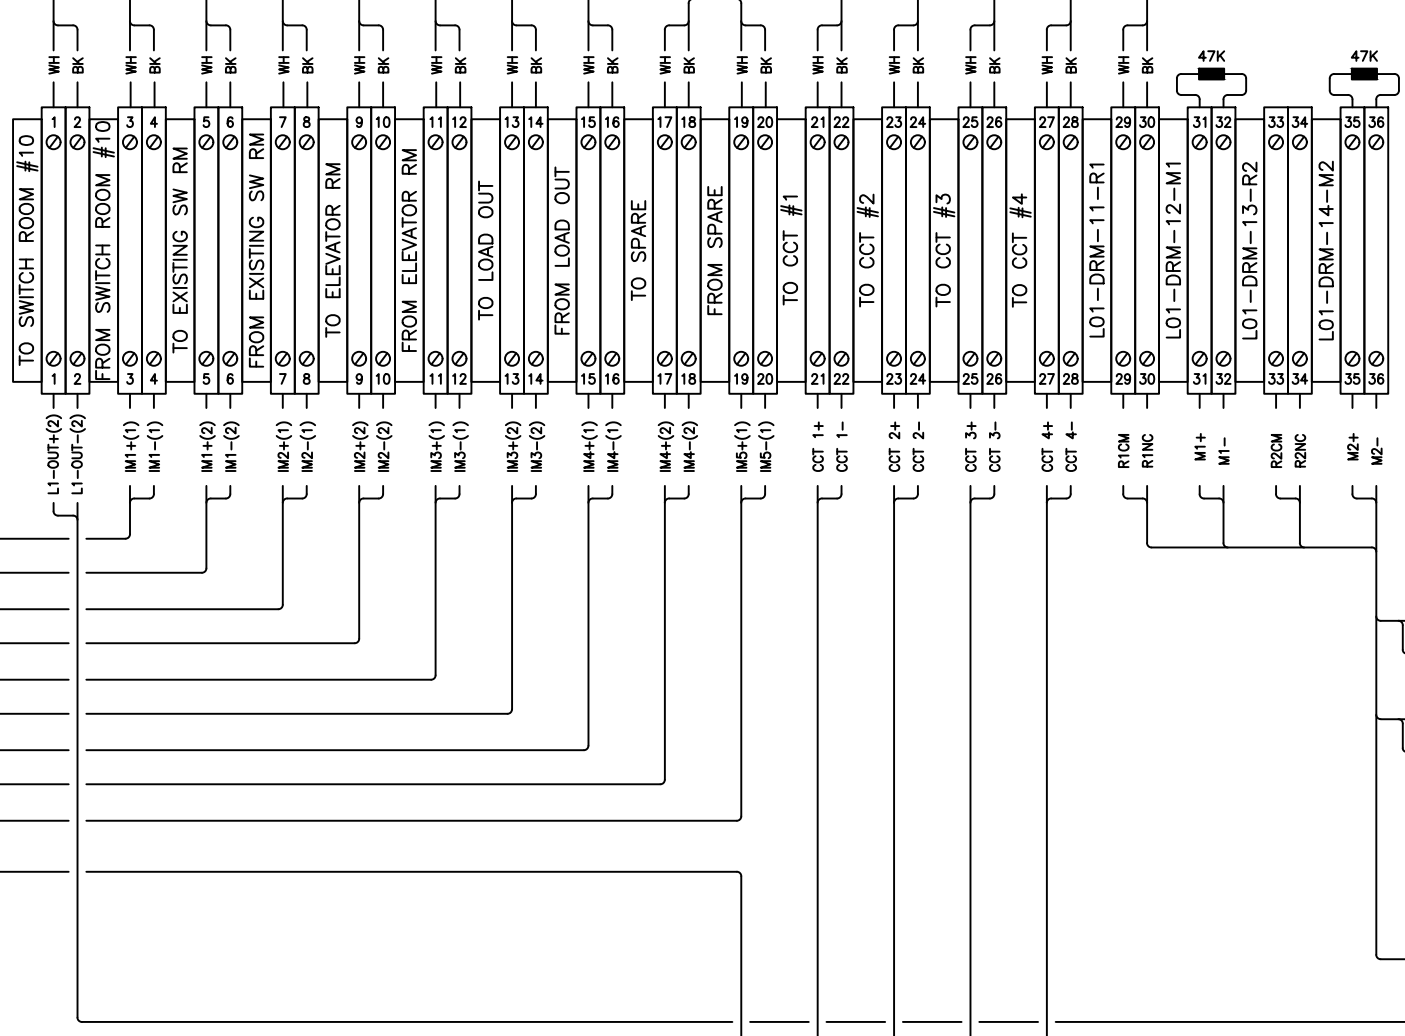 47K 47K
WH BK WH BK WH BK WH BK WH BK WH BK WH BK WH BK WH BK WH BK WH BK WH BK WH BK WH BK
1 2 3 4 5 6 7 8 9 10 11 12 13 14 15 16 17 18 19 20 21 22 23 24 25 26 27 28 29 30 31 32 33 34 35 36
TO SWITCH ROOM #10
FROM SWITCH ROOM #10
TO EXISTING SW RM
FROM EXISTING SW RM
TO ELEVATOR RM
FROM ELEVATOR RM
TO LOAD OUT
FROM LOAD OUT
TO SPARE
FROM SPARE
TO CCT #1
TO CCT #2
TO CCT #3
TO CCT #4
L01-DRM-11-R1
L01-DRM-12-M1
L01-DRM-13-R2
L01-DRM-14-M2
1 2 3 4 5 6 7 8 9 10 11 12 13 14 15 16 17 18 19 20 21 22 23 24 25 26 27 28 29 30 31 32 33 34 35 36
L1-OUT+(2)
L1-OUT-(2)
IM1+(1)
IM1-(1)
IM1+(2)
IM1-(2)
IM2+(1)
IM2-(1)
IM2+(2)
IM2-(2)
IM3+(1)
IM3-(1)
IM3+(2)
IM3-(2)
IM4+(1)
IM4-(1)
IM4+(2)
IM4-(2)
IM5+(1)
IM5-(1)
CCT 1+
CCT 1-
CCT 2+
CCT 2-
CCT 3+
CCT 3-
CCT 4+
CCT 4-
R1CM
R1NC
M1+
M1-
R2CM
R2NC
M2+
M2-